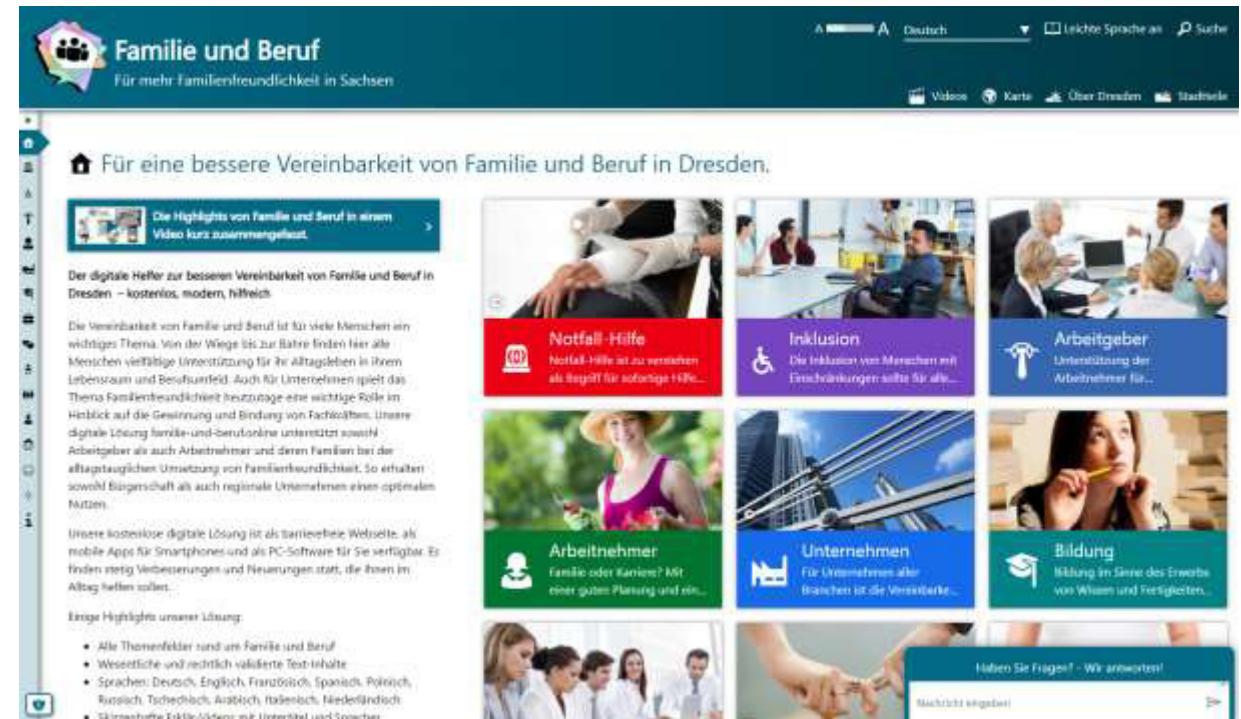 Familie und Beruf
Für mehr Familienfreundlichkeit in Sachsen
A A Deutsch Leichte Sprache an Suche
Videos Karte Über Dresden Stadtteile
Für eine bessere Vereinbarkeit von Familie und Beruf in Dresden.
Die Highlights von Familie und Beruf in einem
Video kurz zusammengefasst.
Der digitale Helfer zur besseren Vereinbarkeit von Familie und Beruf in
Dresden – kostenlos, modern, hilfreich
Die Vereinbarkeit von Familie und Beruf ist für viele Menschen ein
wichtiges Thema. Von der Wiege bis zur Bahre finden hier alle
Menschen vielfältige Unterstützung für ihr Alltagsleben in ihrem
Lebensraum und Berufsumfeld. Auch für Unternehmen spielt das
Thema Familienfreundlichkeit heutzutage eine wichtige Rolle im
Hinblick auf die Gewinnung und Bindung von Fachkräften. Unsere
digitale Lösung familie-und-beruf.online unterstützt sowohl
Arbeitgeber als auch Arbeitnehmer und deren Familien bei der
alltagstauglichen Umsetzung von Familienfreundlichkeit. So erhalten
sowohl Bürgerschaft als auch regionale Unternehmen einen optimalen
Nutzen.
Unsere kostenlose digitale Lösung ist als barrierefreie Webseite, als
mobile Apps für Smartphones und als PC-Software für Sie verfügbar. Es
finden stetig Verbesserungen und Neuerungen statt, die Ihnen im
Alltag helfen sollen.
Einige Highlights unserer Lösung:
• Alle Themenfelder rund um Familie und Beruf
• Wesentliche und rechtlich validierte Text-Inhalte
• Sprachen: Deutsch, Englisch, Französisch, Spanisch, Polnisch,
Russisch, Tschechisch, Arabisch, Italienisch, Niederländisch
• Skizzenhafte Erklär-Videos mit Untertitel und Sprecher
Notfall-Hilfe
Notfall-Hilfe ist zu verstehen
als Begriff für sofortige Hilfe...
Inklusion
Die Inklusion von Menschen mit
Einschränkungen sollte für alle...
Arbeitgeber
Unterstützung der
Arbeitnehmer für...
Arbeitnehmer
Familie oder Karriere? Mit
einer guten Planung und ein...
Unternehmen
Für Unternehmen aller
Branchen ist die Vereinbarke...
Bildung
Bildung im Sinne des Erwerbs
von Wissen und Fertigkeiten...
Haben Sie Fragen? - Wir antworten!
Nachricht eingeben